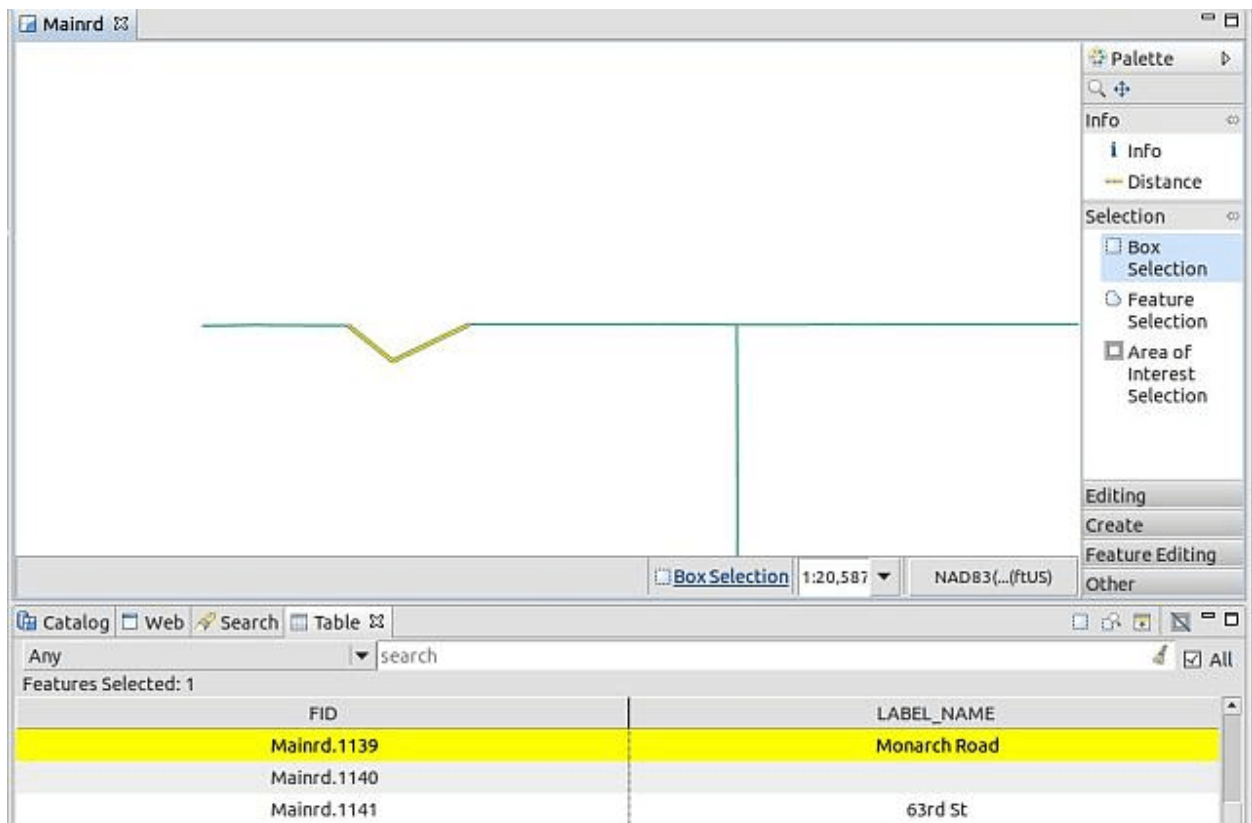 Mainrd
Palette
Info
Info
Distance
Selection
Box
Selection
Feature
Selection
Area of
Interest
Selection
Editing
Create
Feature Editing
Other
Box Selection 1:20,587 NAD83(...(ftUS)
Catalog Web Search Table
Any search All
Features Selected: 1
FID LABEL_NAME
Mainrd.1139 Monarch Road
Mainrd.1140
Mainrd.1141 63rd St